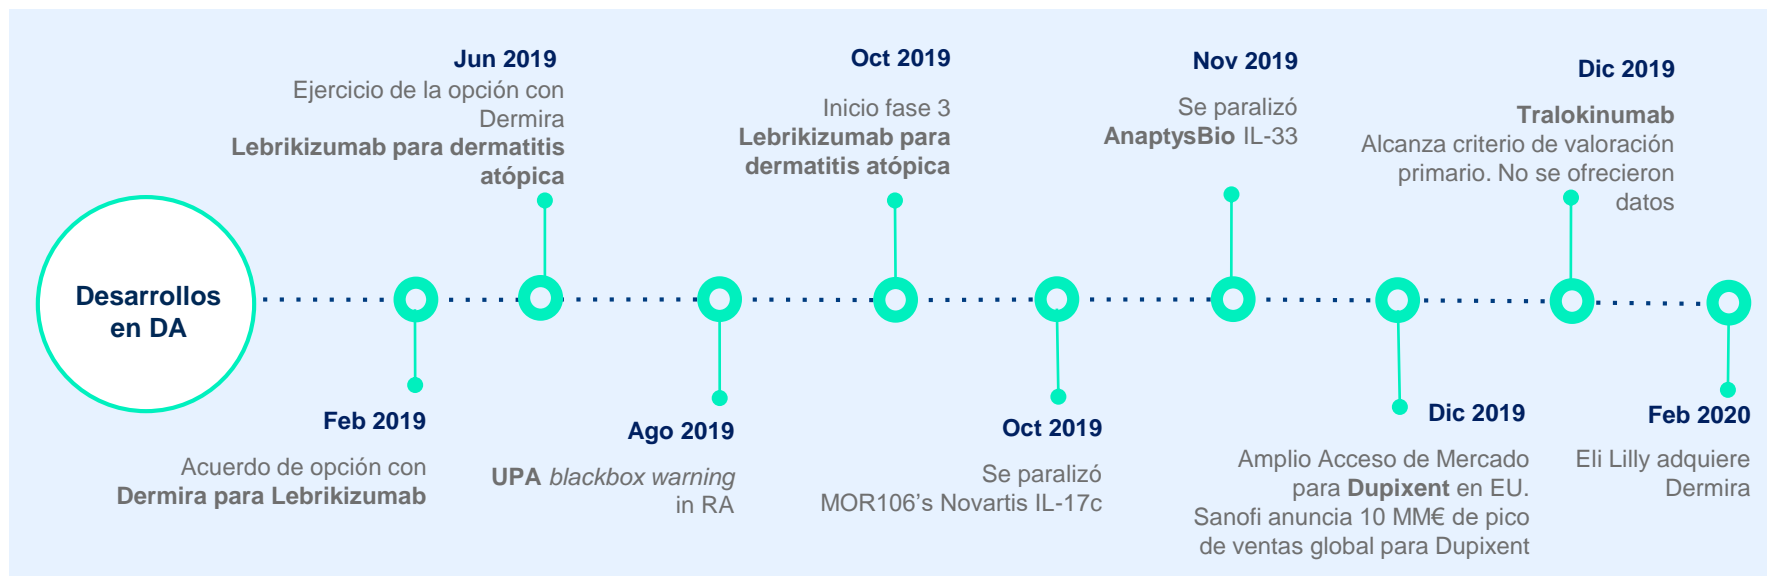 Desarrollos
en DA
Feb 2019
Acuerdo de opción con
Dermira para Lebrikizumab
Jun 2019
Ejercicio de la opción con
Dermira
Lebrikizumab para dermatitis
atópica
Ago 2019
UPA blackbox warning
in RA
Oct 2019
Inicio fase 3
Lebrikizumab para
dermatitis atópica
Oct 2019
Se paralizó
MOR106’s Novartis IL-17c
Nov 2019
Se paralizó
AnaptysBio IL-33
Dic 2019
Amplio Acceso de Mercado
para Dupixent en EU.
Sanofi anuncia 10 MM€ de pico
de ventas global para Dupixent
Dic 2019
Tralokinumab
Alcanza criterio de valoración
primario. No se ofrecieron
datos
Feb 2020
Eli Lilly adquiere
Dermira